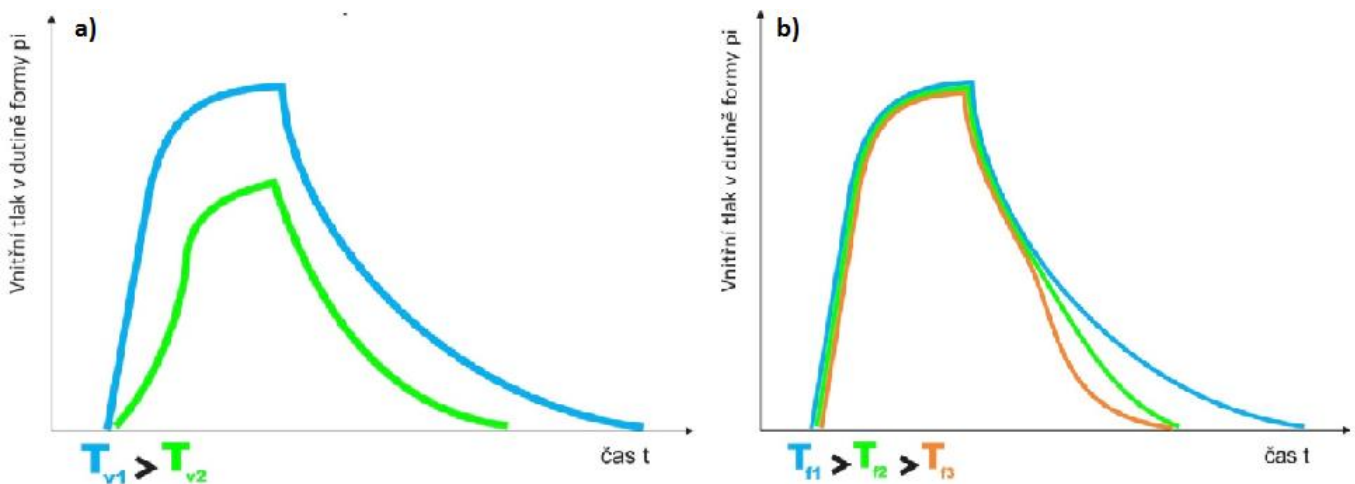 a)
Vnitřní tlak v dutině formy pi
čas t
Tv1 > Tv2
b)
Vnitřní tlak v dutině formy pi
čas t
Tf1 > Tf2 > Tf3